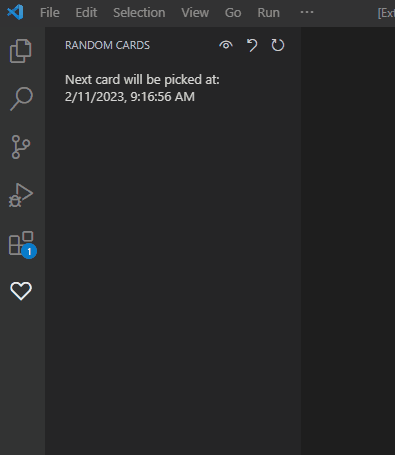 File Edit Selection View Go Run ··· [Ext
RANDOM CARDS
Next card will be picked at:
2/11/2023, 9:16:56 AM
1